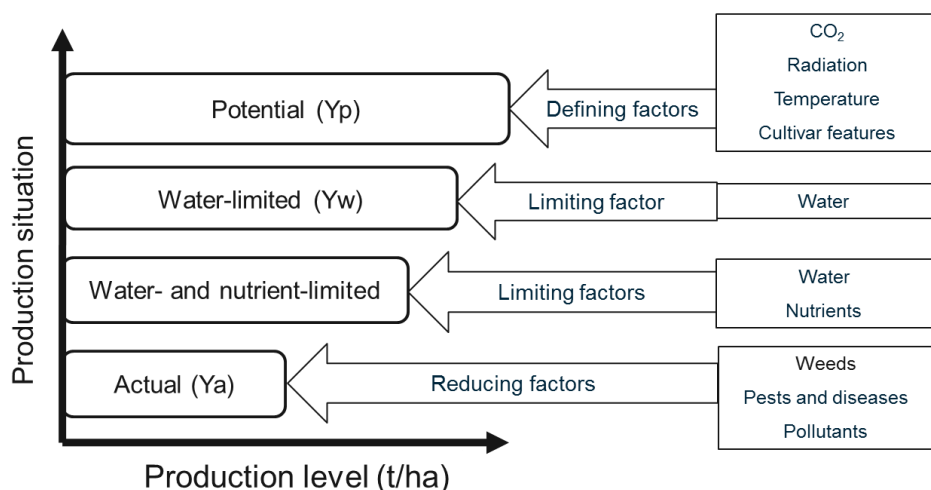 Production situation
Potential (Yp)
Defining factors
CO₂
Radiation
Temperature
Cultivar features
Water-limited (Yw)
Limiting factor
Water
Water- and nutrient-limited
Limiting factors
Water
Nutrients
Actual (Ya)
Reducing factors
Weeds
Pests and diseases
Pollutants
Production level (t/ha)